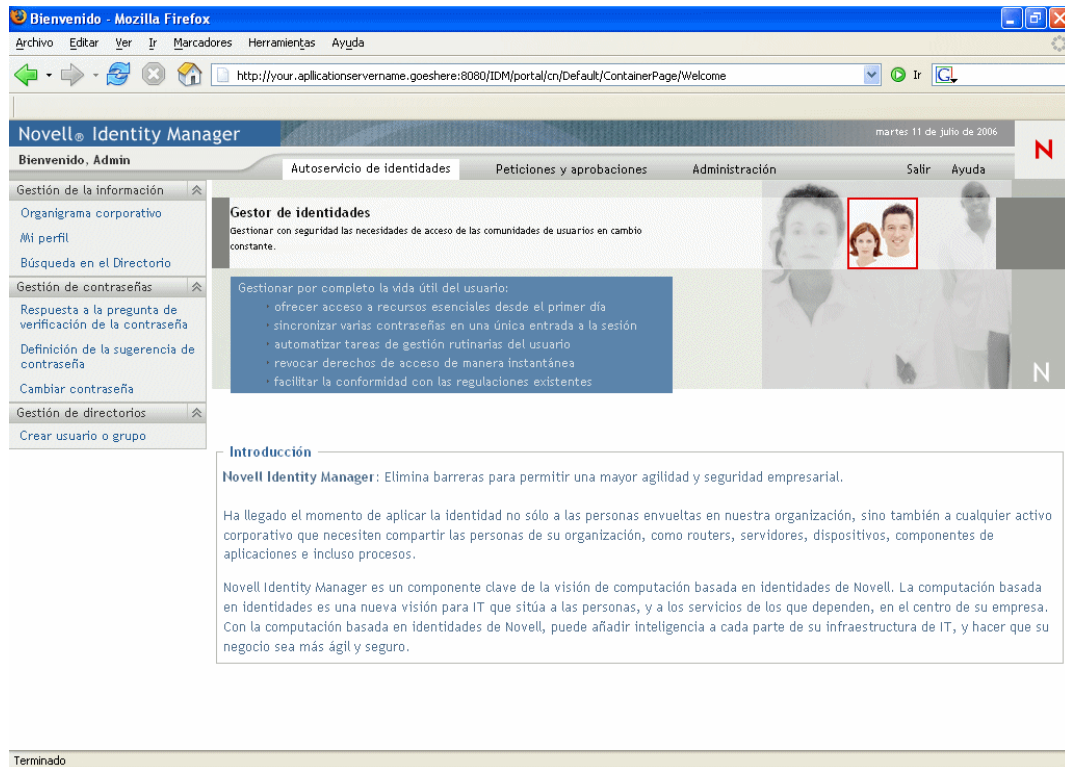 Bienvenido - Mozilla Firefox
Archivo Editar Ver Ir Marcadores Herramientas Ayuda
http://your.apllicationservername.goeshere:8080/IDM/portal/cn/Default/ContainerPage/Welcome
Ir
G
Novell® Identity Manager
martes 11 de julio de 2006
N
Bienvenido, Admin
Autoservicio de identidades
Peticiones y aprobaciones
Administración
Salir
Ayuda
Gestión de la información
Organigrama corporativo
Mi perfil
Búsqueda en el Directorio
Gestión de contraseñas
Respuesta a la pregunta de
verificación de la contraseña
Definición de la sugerencia de
contraseña
Cambiar contraseña
Gestión de directorios
Crear usuario o grupo
Gestor de identidades
Gestionar con seguridad las necesidades de acceso de las comunidades de usuarios en cambio
constante.
Gestionar por completo la vida útil del usuario:
· ofrecer acceso a recursos esenciales desde el primer día
· sincronizar varias contraseñas en una única entrada a la sesión
· automatizar tareas de gestión rutinarias del usuario
· revocar derechos de acceso de manera instantánea
· facilitar la conformidad con las regulaciones existentes
N
Introducción
Novell Identity Manager: Elimina barreras para permitir una mayor agilidad y seguridad empresarial.
Ha llegado el momento de aplicar la identidad no sólo a las personas envueltas en nuestra organización, sino también a cualquier activo
corporativo que necesiten compartir las personas de su organización, como routers, servidores, dispositivos, componentes de
aplicaciones e incluso procesos.
Novell Identity Manager es un componente clave de la visión de computación basada en identidades de Novell. La computación basada
en identidades es una nueva visión para IT que sitúa a las personas, y a los servicios de los que dependen, en el centro de su empresa.
Con la computación basada en identidades de Novell, puede añadir inteligencia a cada parte de su infraestructura de IT, y hacer que su
negocio sea más ágil y seguro.
Terminado